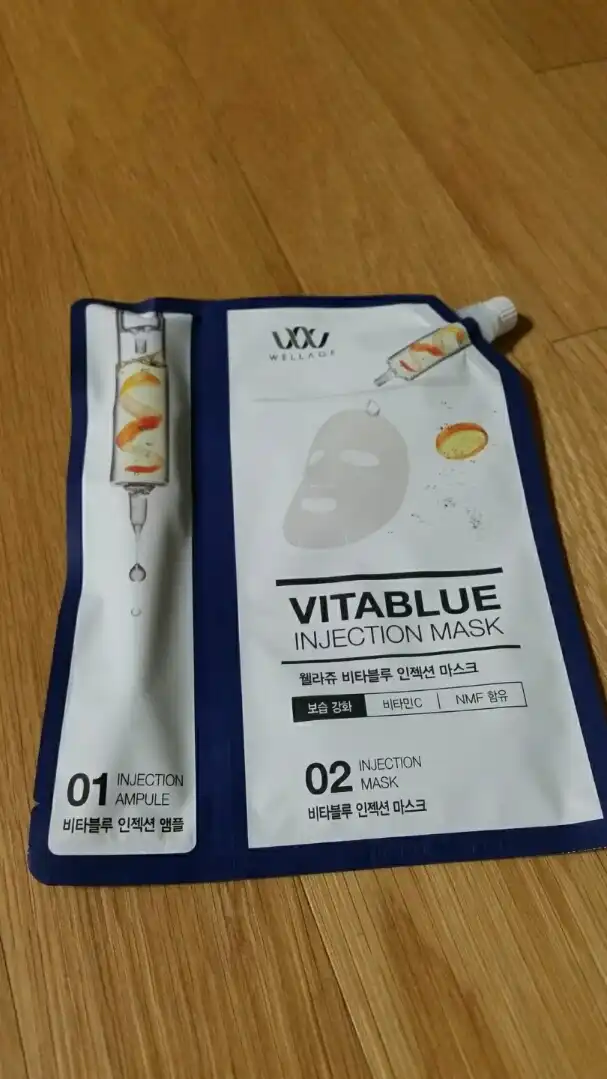 WELLAGE
VITABLUE
INJECTION MASK
웰라쥬 비타블루 인젝션 마스크
보습 강화 | 비타민C | NMF 함유
02 INJECTION
MASK
비타블루 인젝션 마스크
01 INJECTION
AMPULE
비타블루 인젝션 앰플